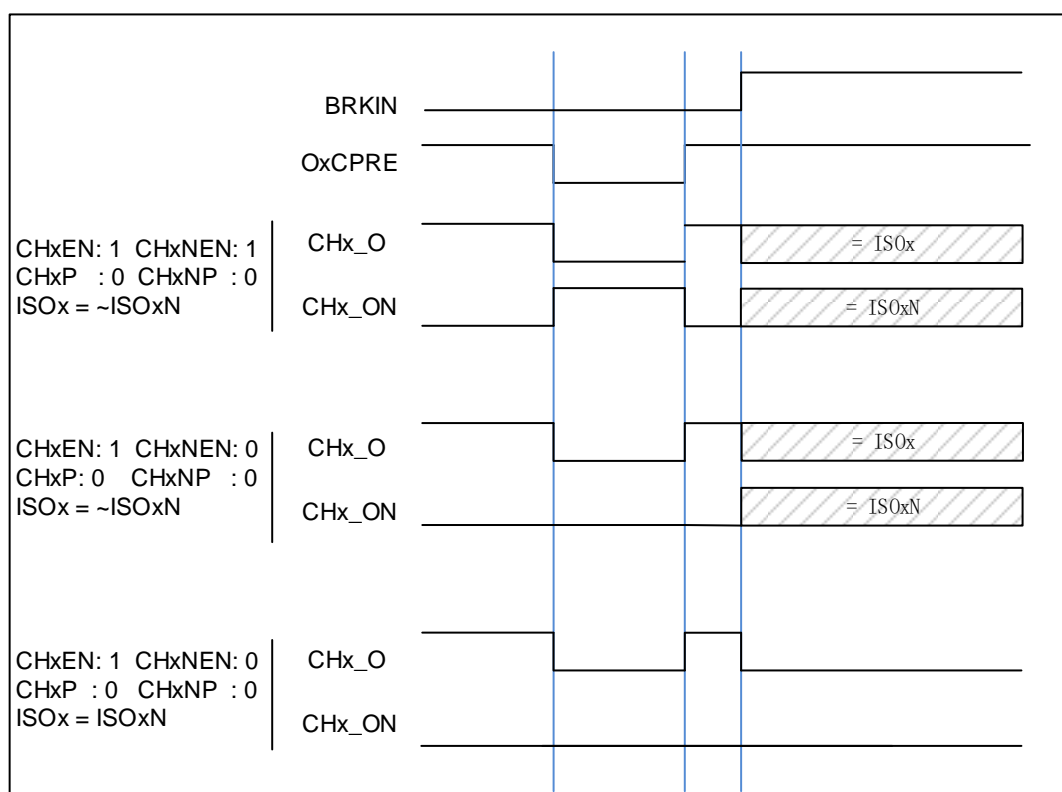 BRKIN
OxCPRE
CHxEN: 1 CHxNEN: 1
CHxP : 0 CHxNP : 0
ISOx = ~ISOxN
CHx_O
= ISOx
CHx_ON
= ISOxN
CHxEN: 1 CHxNEN: 0
CHxP: 0 CHxNP : 0
ISOx = ~ISOxN
CHx_O
= ISOx
CHx_ON
= ISOxN
CHxEN: 1 CHxNEN: 0
CHxP : 0 CHxNP : 0
ISOx = ISOxN
CHx_O
CHx_ON